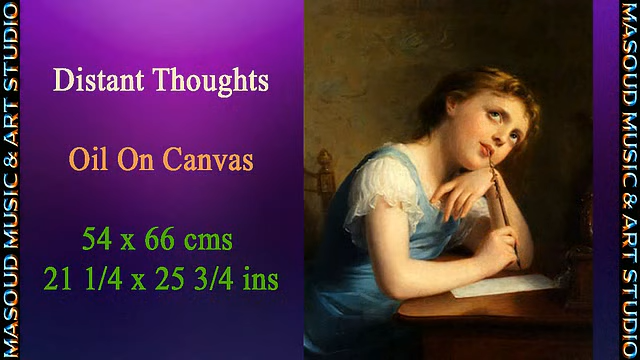 MASOUD MUSIC & ART STUDIO
Distant Thoughts
Oil On Canvas
54 x 66 cms
21 1/4 x 25 3/4 ins
MASOUD MUSIC & ART STUDIO